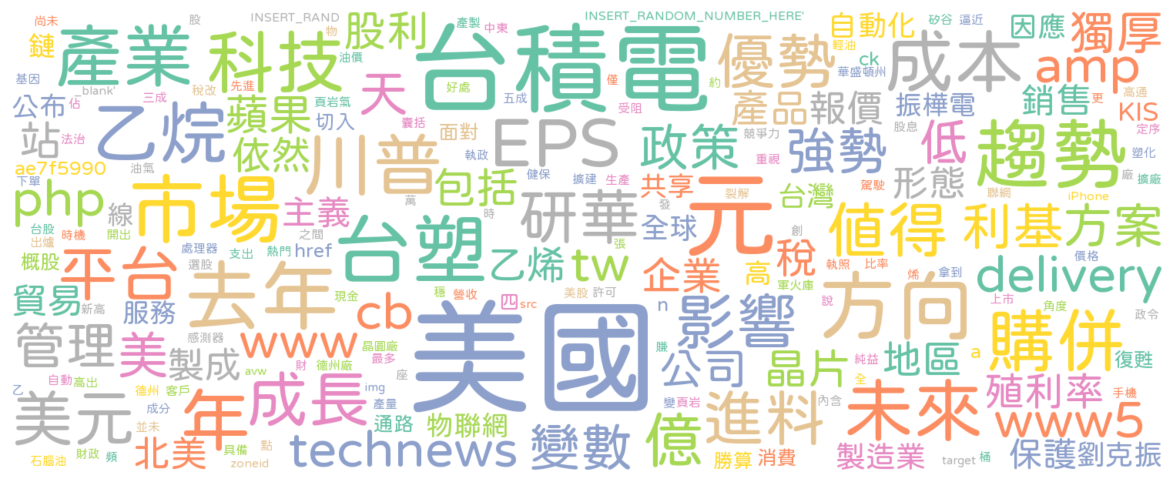 尚未 股 INSERT_RAND 物 股利 產製 中東 INSERT_RANDOM_NUMBER_HERE' 自動化 矽谷 逼近 因應 獨厚
鏈 產業 科技 油價 台積電 優勢 輕油 成本
基因 _blank' 稅改 先進 天 好處 僅 約 華盛頓州 ck amp
公布 佔 三成 蘋果 頁岩氣 五成 受阻 產品 報價 振樺電 銷售 更 高通 KIS
站 法治 乙烷 切入 囊括 面對 EPS 政策 競爭力 強勢 股息 低 趨勢 定序
ae7f5990 油氣 依然 川普 執政 重視 塑化
下單 php 市場 包括 健保 擴建 生產 共享 元 裂解 台灣 駕駛 形態 聯網 廠 擴廠 iPhone
台股 線 主義 萬 研華 發 值得 利基 方案
出爐 時機 開出 之間 時 全球 創
概股 平台 處理器 支出 熱門 href 台塑 乙烯 tw 張 企業 高 稅 執照 比率 烯 拿到 delivery 價格
貿易 新高 選股 去年 現金 穩 營收 四 src 美股 許可 n 軍火庫 方向 說 上市 角度 政令
服務 感測器 cb 美國 影響 購併
管理 美 製成 www 晶圓廠 最多 賺 公司 晶片 純益 地區 a 復甦
乙 自動 高出 avw 財 德州廠 座 變 頁岩 全 殖利率 手機
美元 德州 客戶 成長 img 產量 內含 未來 www5
成分 年 通路 物聯網 億 進料
並未 北美 具備 點 technews 變數 製造業 保護 劉克振
石腦油 財政 頻 zoneid 勝算 消費 target 桶